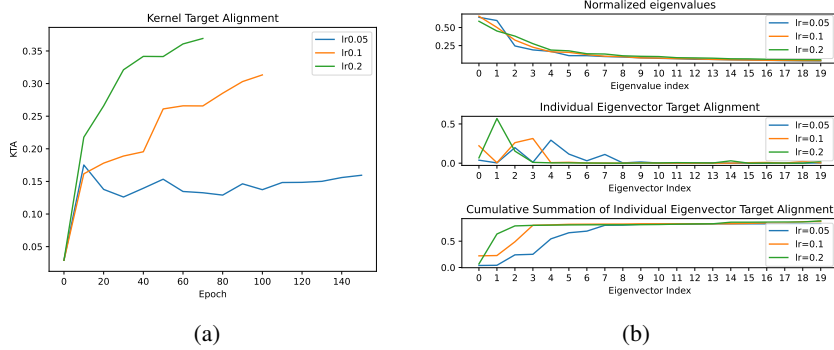 Kernel Target Alignment
lr0.05
lr0.1
lr0.2
0.35
0.30
0.25
0.20
0.15
0.10
0.05
KTA
0 20 40 60 80 100 120 140
Epoch
(a)
Normalized eigenvalues
lr=0.05
lr=0.1
lr=0.2
0.50
0.25
0 1 2 3 4 5 6 7 8 9 10 11 12 13 14 15 16 17 18 19
Eigenvalue index
Individual Eigenvector Target Alignment
lr=0.05
lr=0.1
lr=0.2
0.5
0.0
0 1 2 3 4 5 6 7 8 9 10 11 12 13 14 15 16 17 18 19
Eigenvector Index
Cumulative Summation of Individual Eigenvector Target Alignment
lr=0.05
lr=0.1
lr=0.2
0.5
0.0
0 1 2 3 4 5 6 7 8 9 10 11 12 13 14 15 16 17 18 19
Eigenvector Index
(b)